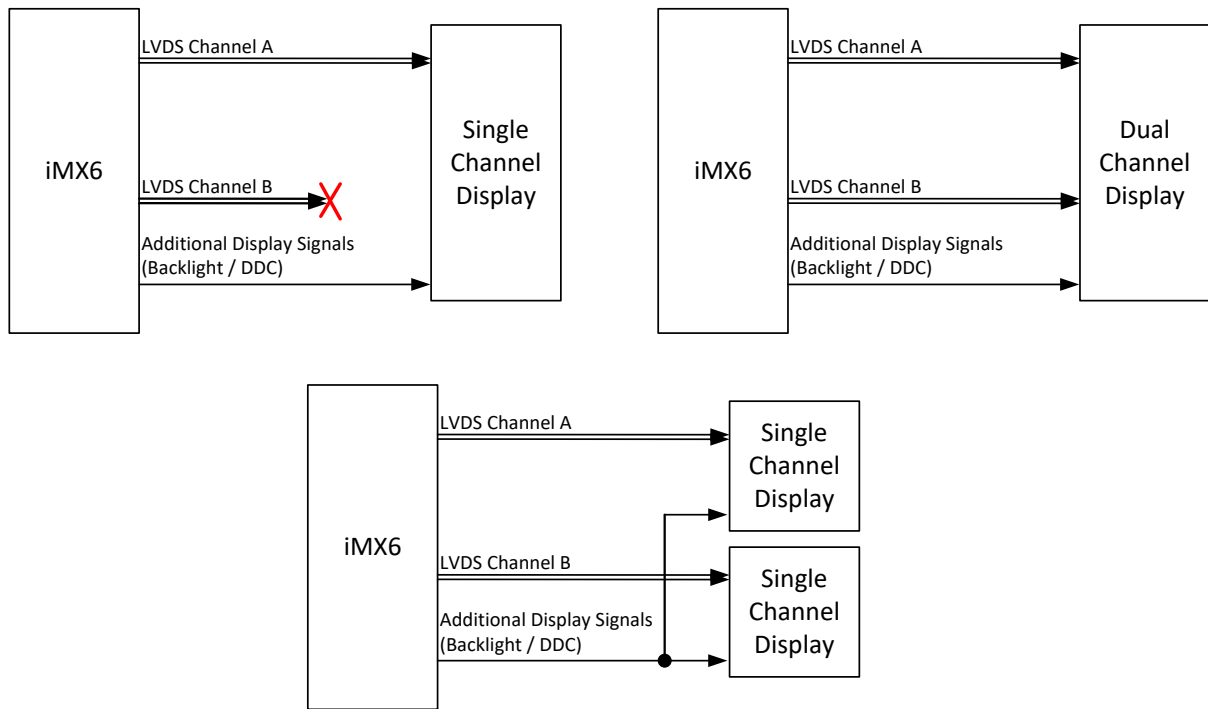 LVDS Channel A
iMX6
LVDS Channel B
Additional Display Signals
(Backlight / DDC)
Single
Channel
Display
LVDS Channel A
iMX6
LVDS Channel B
Additional Display Signals
(Backlight / DDC)
Dual
Channel
Display
LVDS Channel A
iMX6
LVDS Channel B
Additional Display Signals
(Backlight / DDC)
Single
Channel
Display
Single
Channel
Display